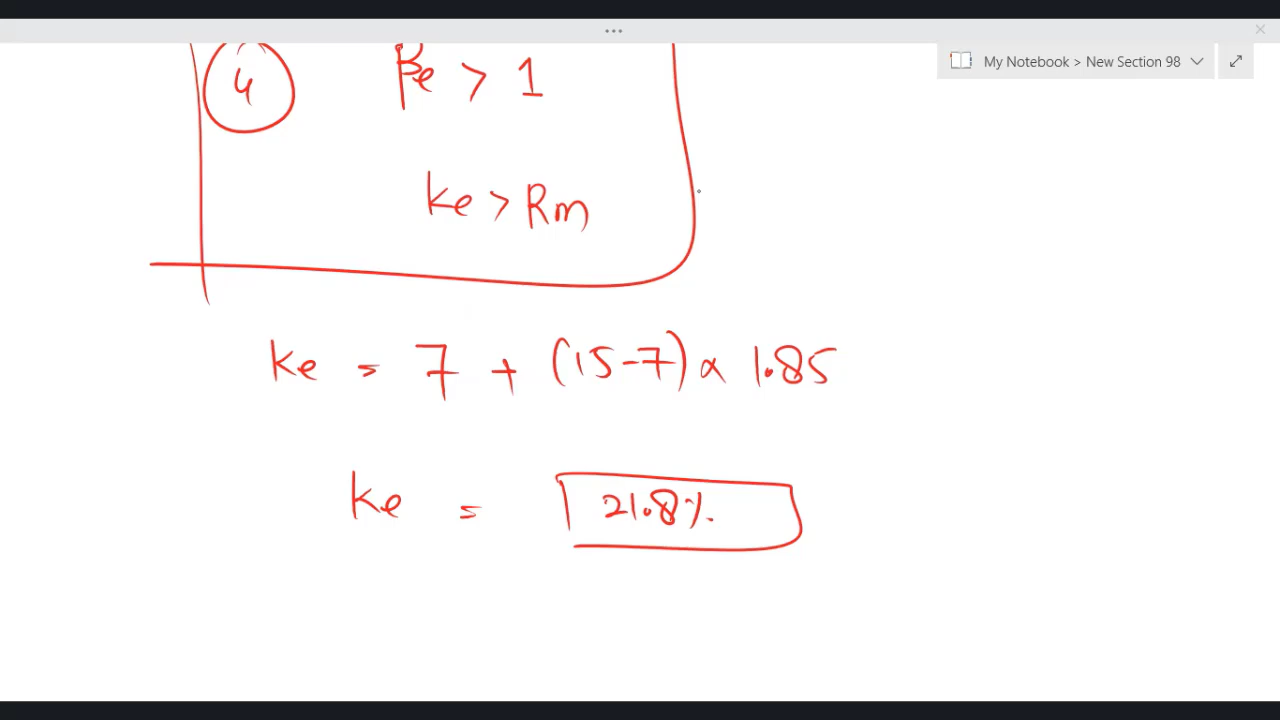 My Notebook > New Section 98
4 βe > 1
Ke > Rm
Ke = 7 + (15-7) × 1.85
Ke = 21.8%